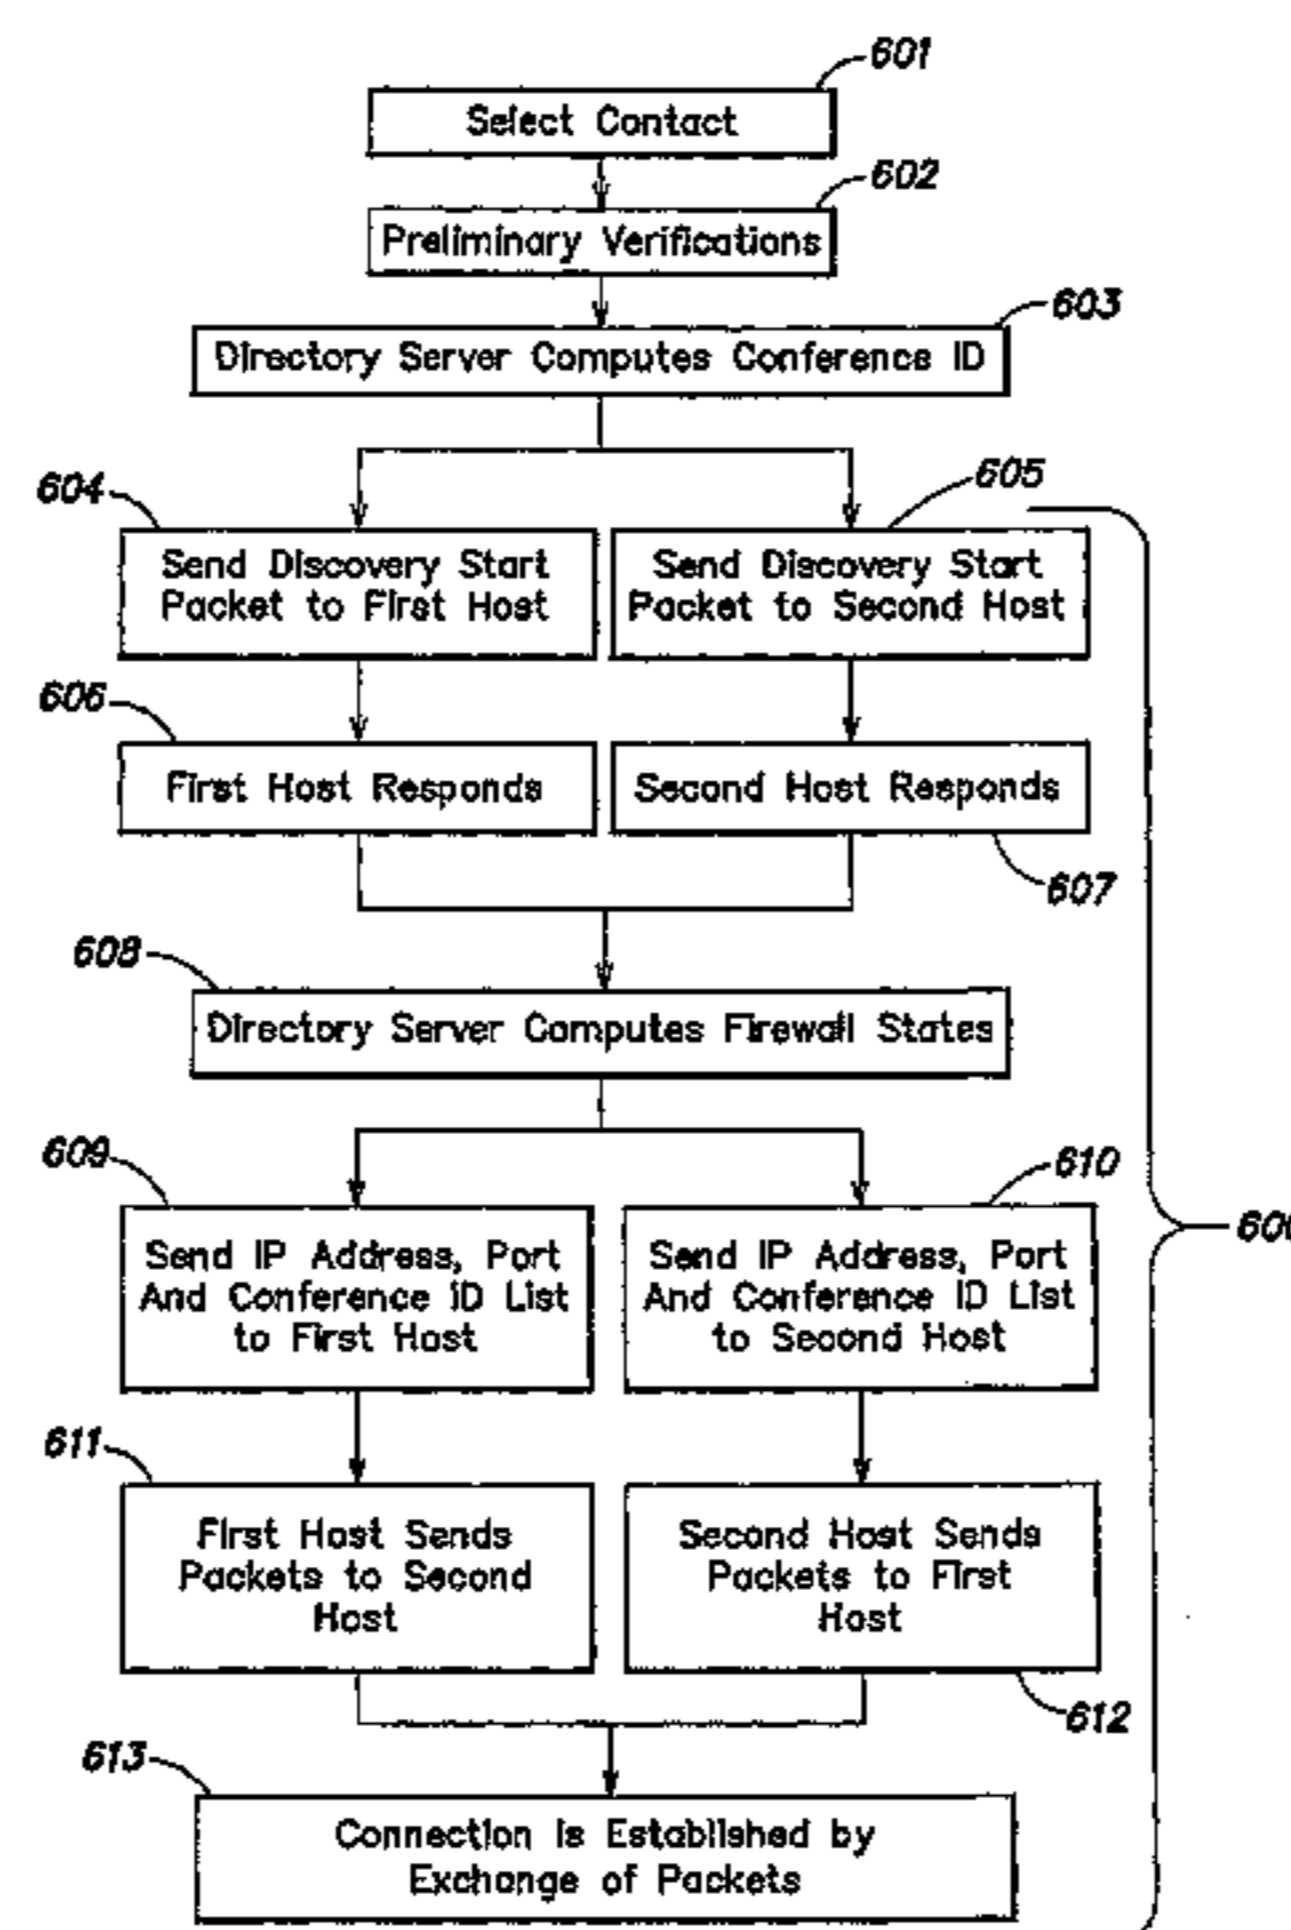 601
Select Contact
602
Preliminary Verifications
603
Directory Server Computes Conference ID
604
605
Send Discovery Start
Packet to First Host
Send Discovery Start
Packet to Second Host
606
First Host Responds
Second Host Responds
607
608
Directory Server Computes Firewall States
609
610
Send IP Address, Port
And Conference ID List
to First Host
Send IP Address, Port
And Conference ID List
to Second Host
611
First Host Sends
Packets to Second
Host
Second Host Sends
Packets to First
Host
612
613
Connection is Established by
Exchange of Packets